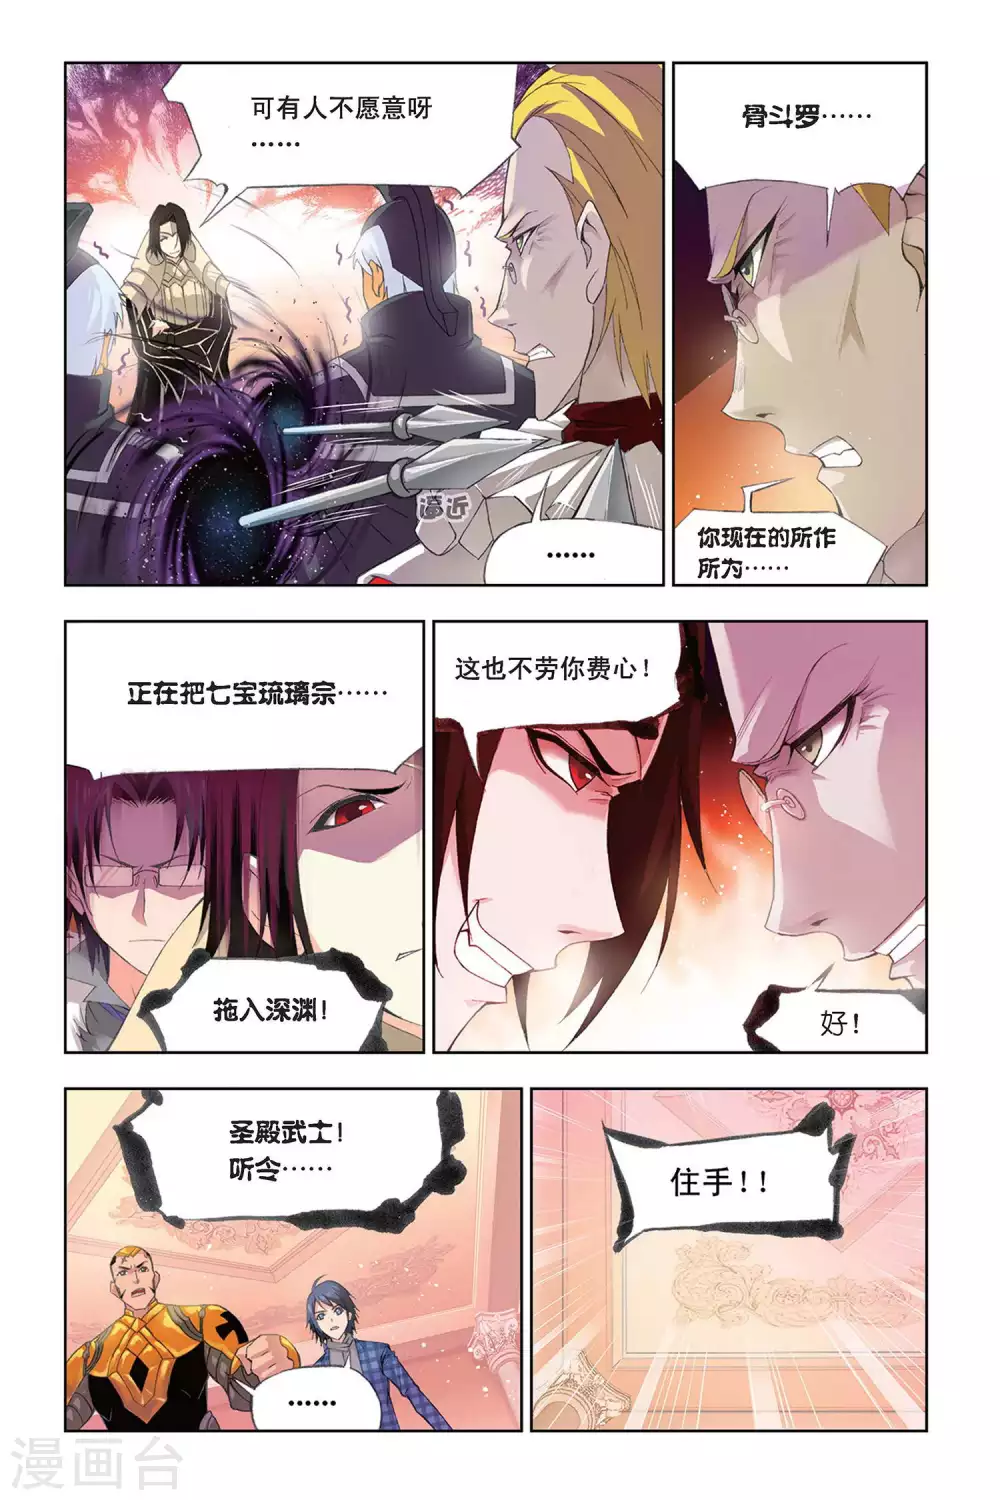 可有人不愿意呀
……
逼近
……
骨斗罗……
你现在的所作
所为……
正在把七宝琉璃宗……
拖入深渊！
这也不劳你费心！
好！
圣殿武士！
听令……
……
住手！！
漫画台